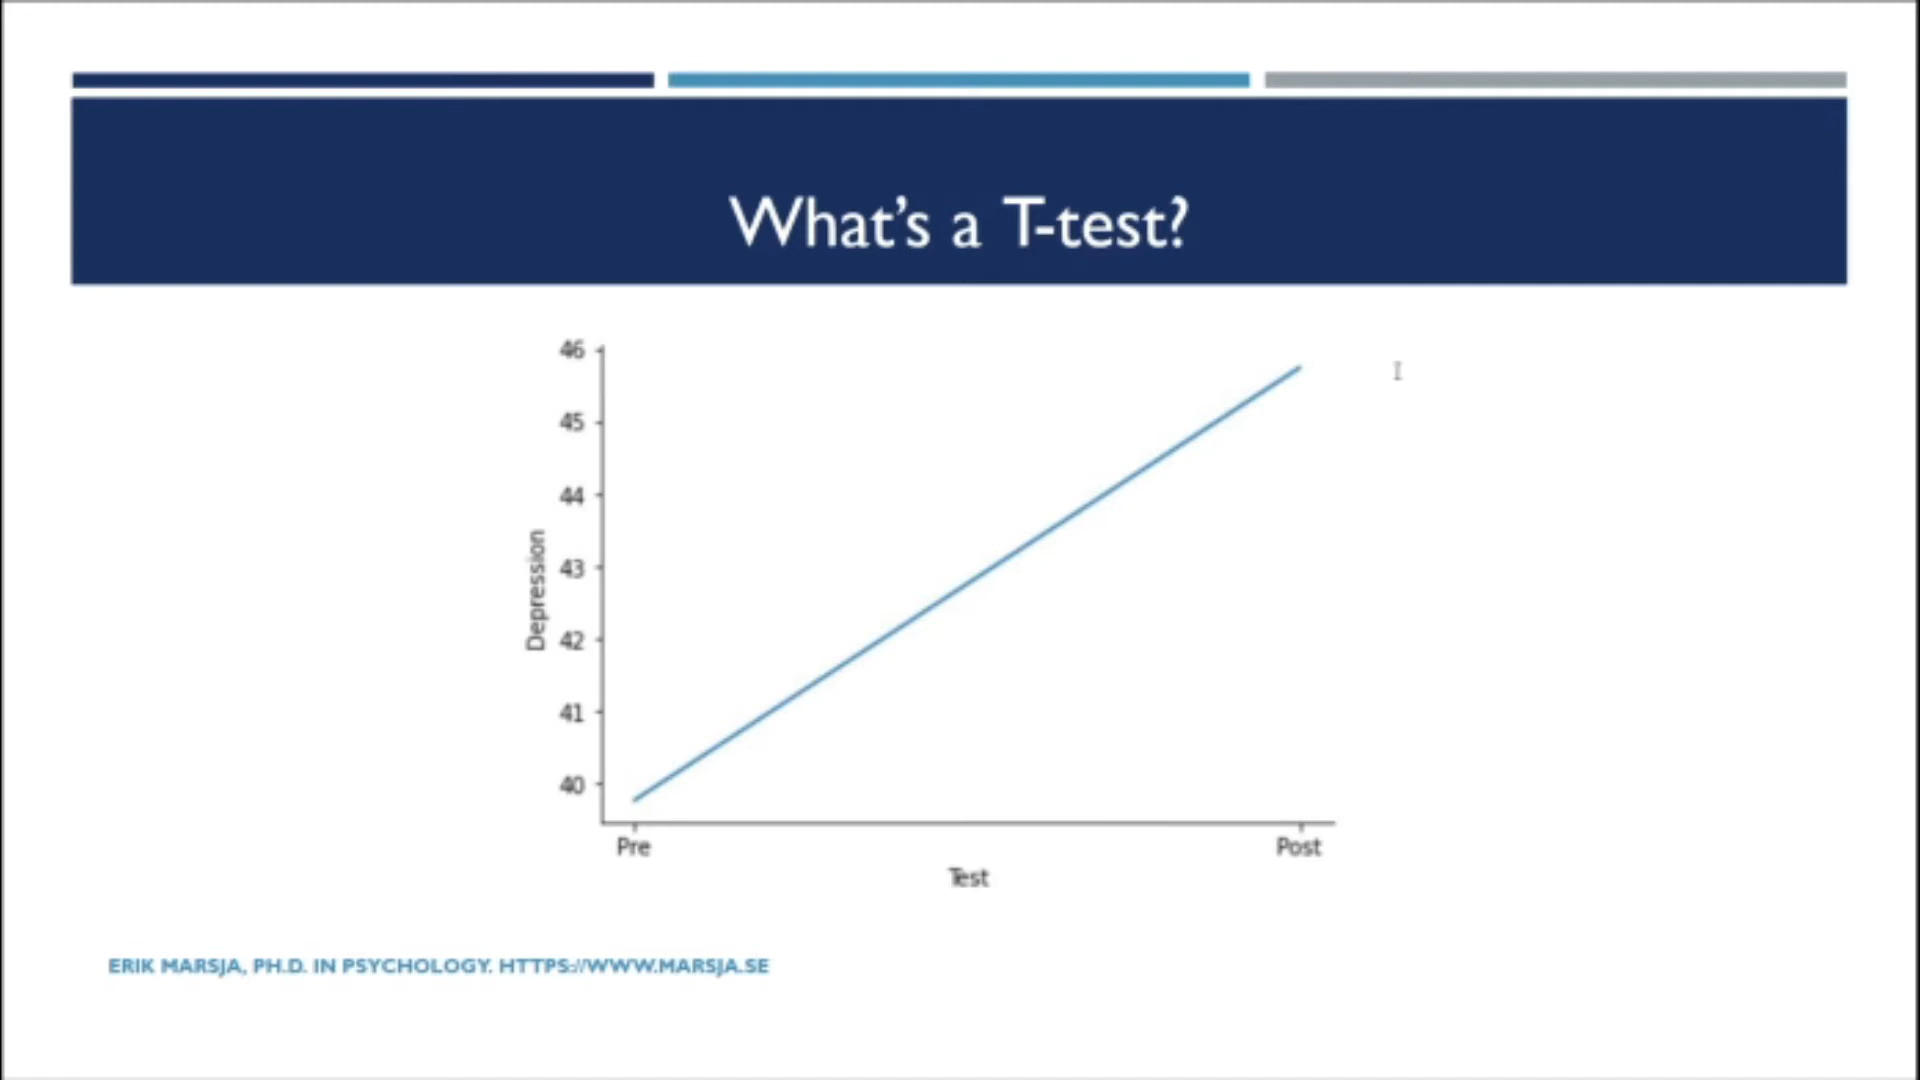 What's a T-test?
46
45
44
43
42
41
40
Depression
Pre
Post
Test
ERIK MARSJA, PH.D. IN PSYCHOLOGY. HTTPS://WWW.MARSJA.SE